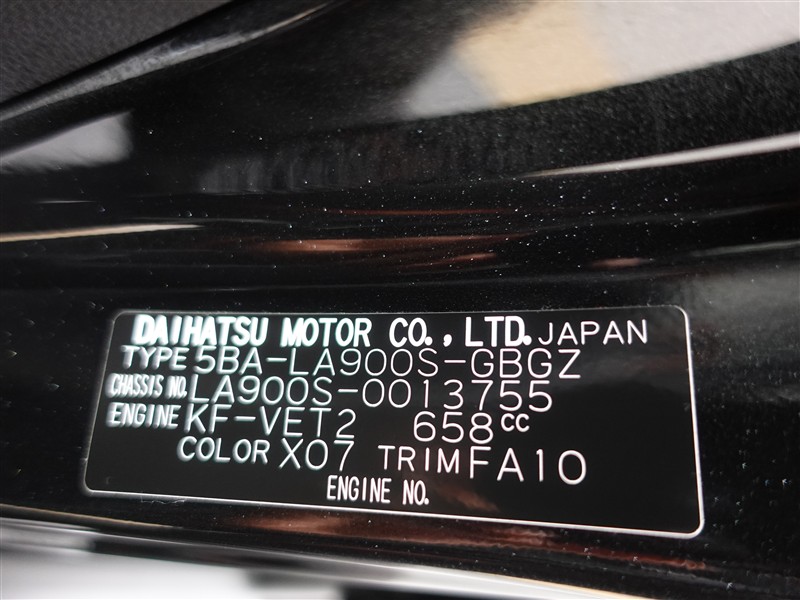 DAIHATSU MOTOR CO., LTD. JAPAN
TYPE 5BA-LA900S-GBGZ
CHASSIS NO. LA900S-0013755
ENGINE KF-VET2 658cc
COLOR X07 TRIM FA10
ENGINE NO.